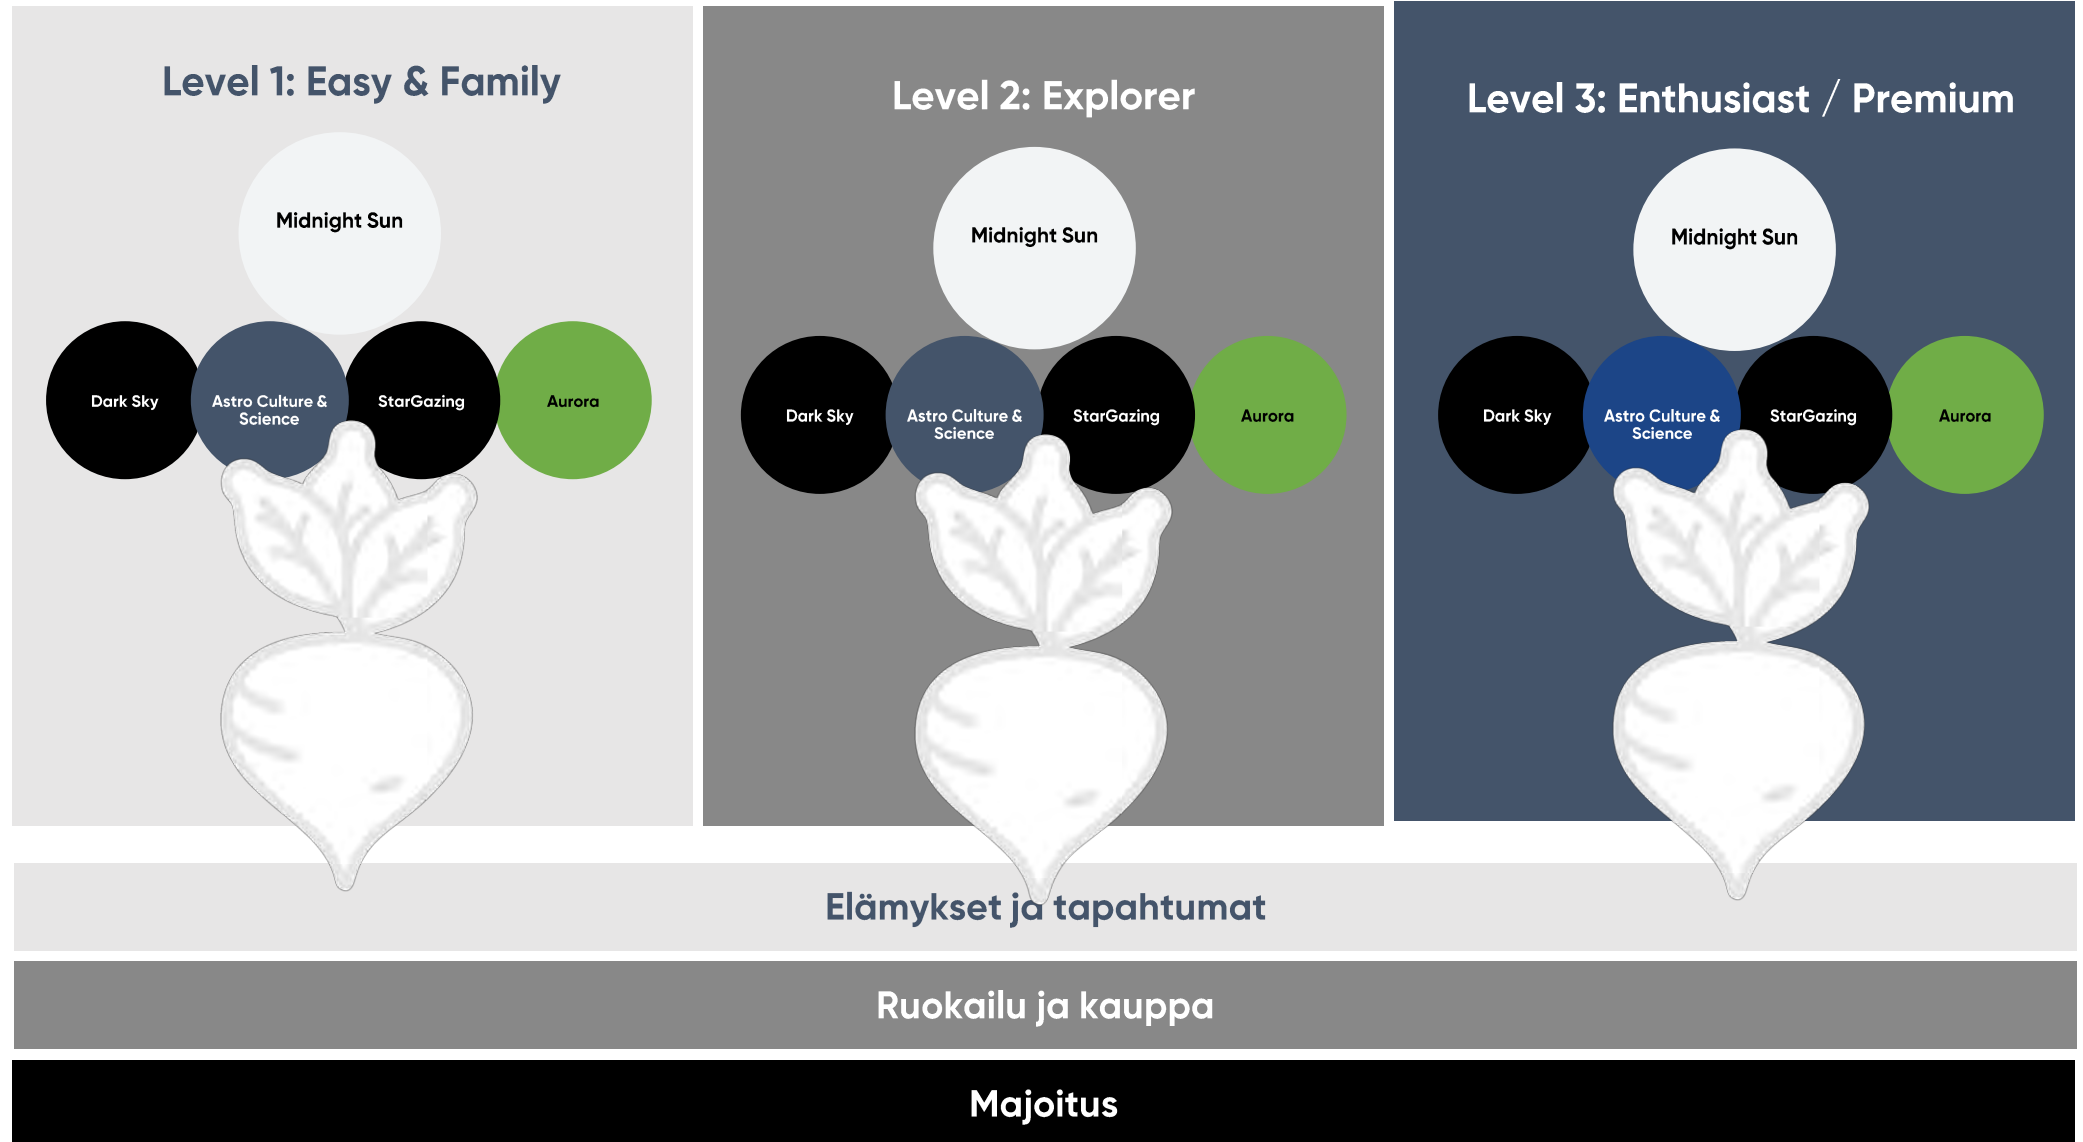 Level 1: Easy & Family
Midnight Sun
Dark Sky
Astro Culture &
Science
StarGazing
Aurora
Level 2: Explorer
Midnight Sun
Dark Sky
Astro Culture &
Science
StarGazing
Aurora
Level 3: Enthusiast / Premium
Midnight Sun
Dark Sky
Astro Culture &
Science
StarGazing
Aurora
Elämykset ja tapahtumat
Ruokailu ja kauppa
Majoitus